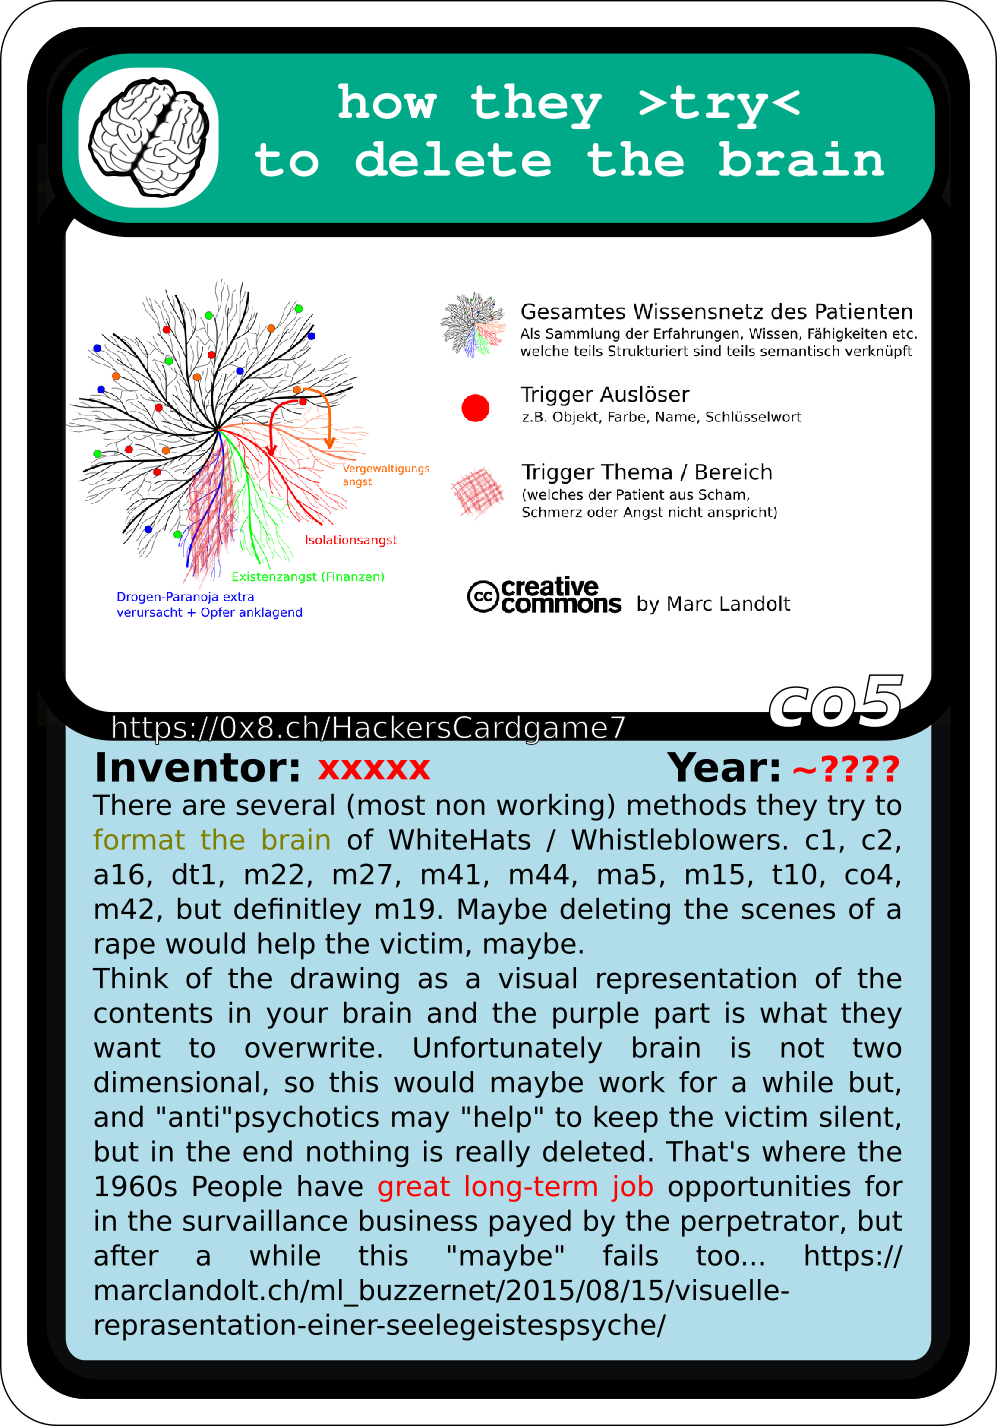 how they >try<
to delete the brain
Gesamtes Wissensnetz des Patienten
Als Sammlung der Erfahrungen, Wissen, Fähigkeiten etc.
welche teils Strukturiert sind teils semantisch verknüpft
Trigger Auslöser
z.B. Objekt, Farbe, Name, Schlüsselwort
Trigger Thema / Bereich
(welches der Patient aus Scham,
Schmerz oder Angst nicht anspricht)
Vergewaltigungs
angst
Isolationsangst
Existenzangst (Finanzen)
Drogen-Paranoja extra
verursacht + Opfer anklagend
cc creative commons by Marc Landolt
co5
https://0x8.ch/HackersCardgame7
Inventor: xxxxx Year: ~????
There are several (most non working) methods they try to
format the brain of WhiteHats / Whistleblowers. c1, c2,
a16, dt1, m22, m27, m41, m44, ma5, m15, t10, co4,
m42, but definitley m19. Maybe deleting the scenes of a
rape would help the victim, maybe.
Think of the drawing as a visual representation of the
contents in your brain and the purple part is what they
want to overwrite. Unfortunately brain is not two
dimensional, so this would maybe work for a while but,
and "anti"psychotics may "help" to keep the victim silent,
but in the end nothing is really deleted. That's where the
1960s People have great long-term job opportunities for
in the survaillance business payed by the perpetrator, but
after a while this "maybe" fails too... https://
marclandolt.ch/ml_buzzernet/2015/08/15/visuelle-
reprasentation-einer-seelegeistespsyche/